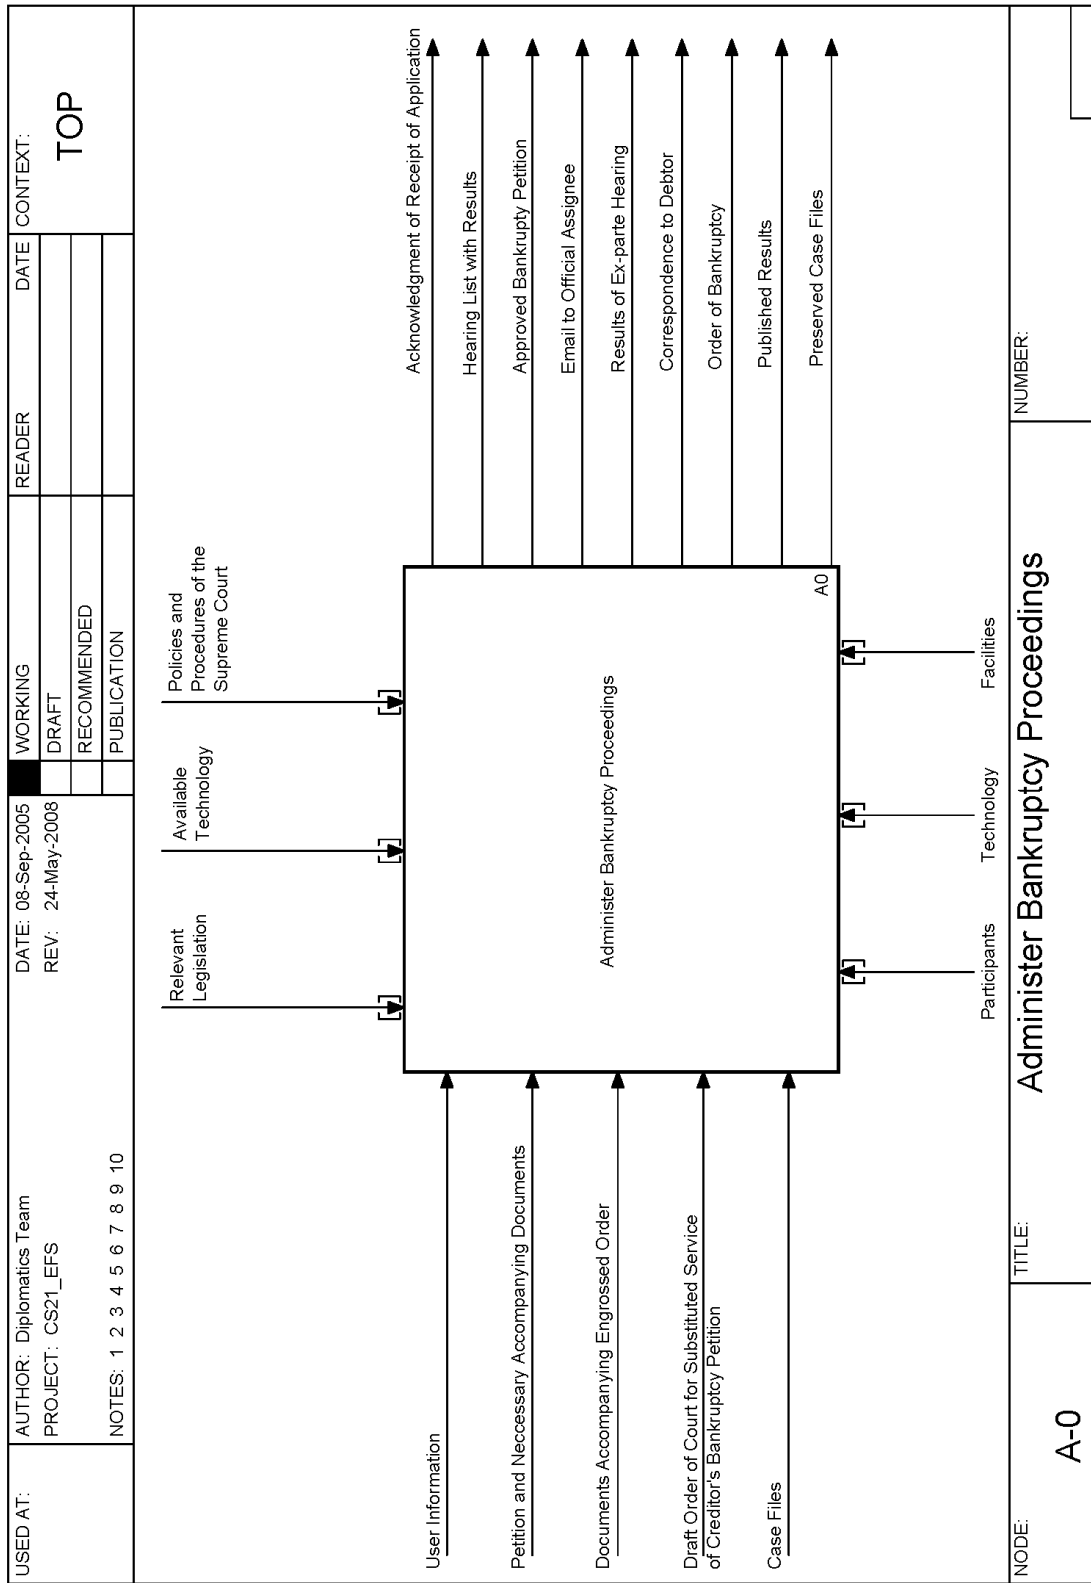 USED AT:
AUTHOR: Diplomatics Team
PROJECT: CS21_EFS
NOTES: 1 2 3 4 5 6 7 8 9 10
DATE: 08-Sep-2005
REV: 24-May-2008
WORKING
DRAFT
RECOMMENDED
PUBLICATION
READER
DATE
CONTEXT:
TOP
Relevant
Legislation
Available
Technology
Policies and
Procedures of the
Supreme Court
User Information
Petition and Neccessary Accompanying Documents
Documents Accompanying Engrossed Order
Draft Order of Court for Substituted Service
of Creditor's Bankruptcy Petition
Case Files
Administer Bankruptcy Proceedings
A0
Acknowledgment of Receipt of Application
Hearing List with Results
Approved Bankrupty Petition
Email to Official Assignee
Results of Ex-parte Hearing
Correspondence to Debtor
Order of Bankruptcy
Published Results
Preserved Case Files
Participants
Technology
Facilities
NODE:
A-0
TITLE:
Administer Bankruptcy Proceedings
NUMBER: